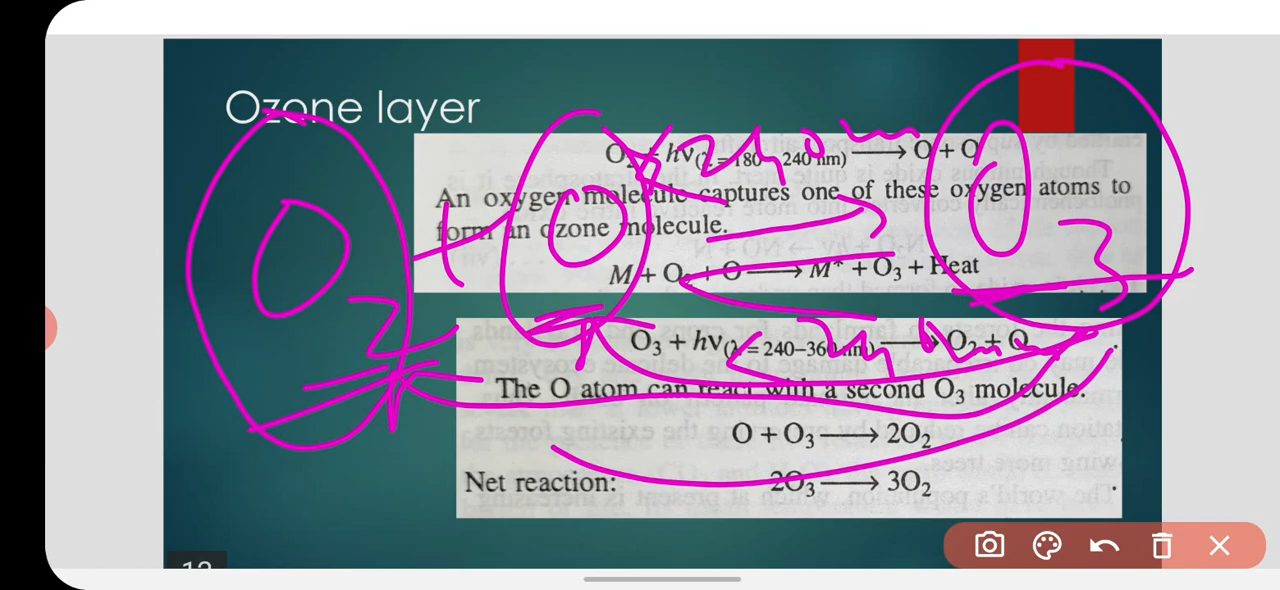 Ozone layer
O₂ + hν(λ = 180 – 240 nm) ⟶ O + O
An oxygen molecule captures one of these oxygen atoms to
form an ozone molecule.
M + O₂ + O ⟶ M* + O₃ + Heat
O₃ + hν(λ = 240–360 nm) ⟶ O₂ + O
The O atom can react with a second O₃ molecule.
O + O₃ ⟶ 2O₂
Net reaction: 2O₃ ⟶ 3O₂
O₂ + O
O₃